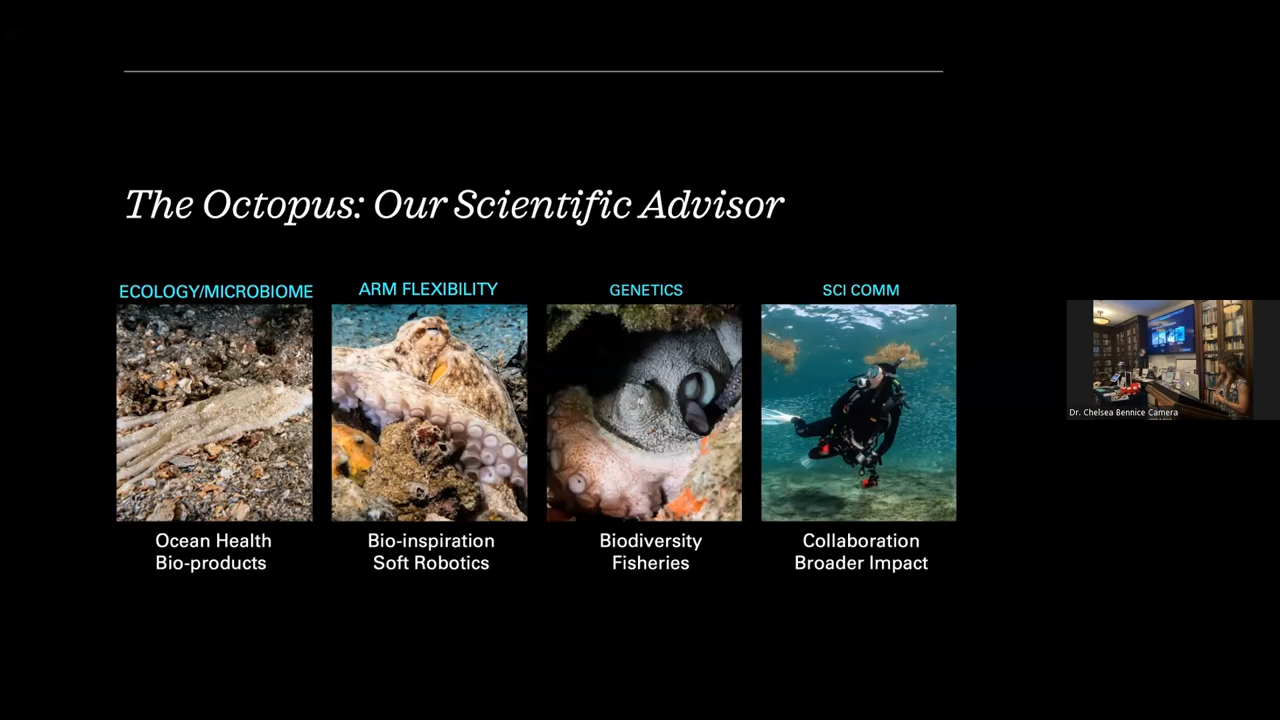 The Octopus: Our Scientific Advisor
ECOLOGY/MICROBIOME
ARM FLEXIBILITY
GENETICS
SCI COMM
Ocean Health
Bio-products
Bio-inspiration
Soft Robotics
Biodiversity
Fisheries
Collaboration
Broader Impact
Dr. Chelsea Bennice Camera